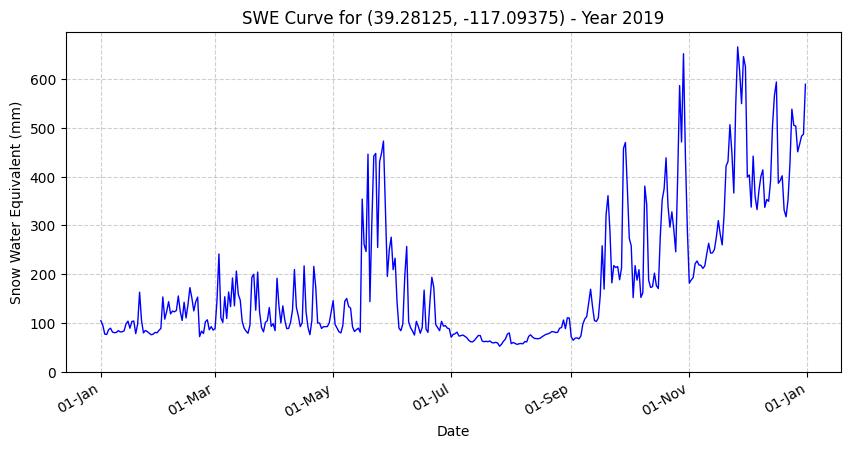 SWE Curve for (39.28125, -117.09375) - Year 2019
Snow Water Equivalent (mm)
600
500
400
300
200
100
0
01-Jan
01-Mar
01-May
01-Jul
01-Sep
01-Nov
01-Jan
Date